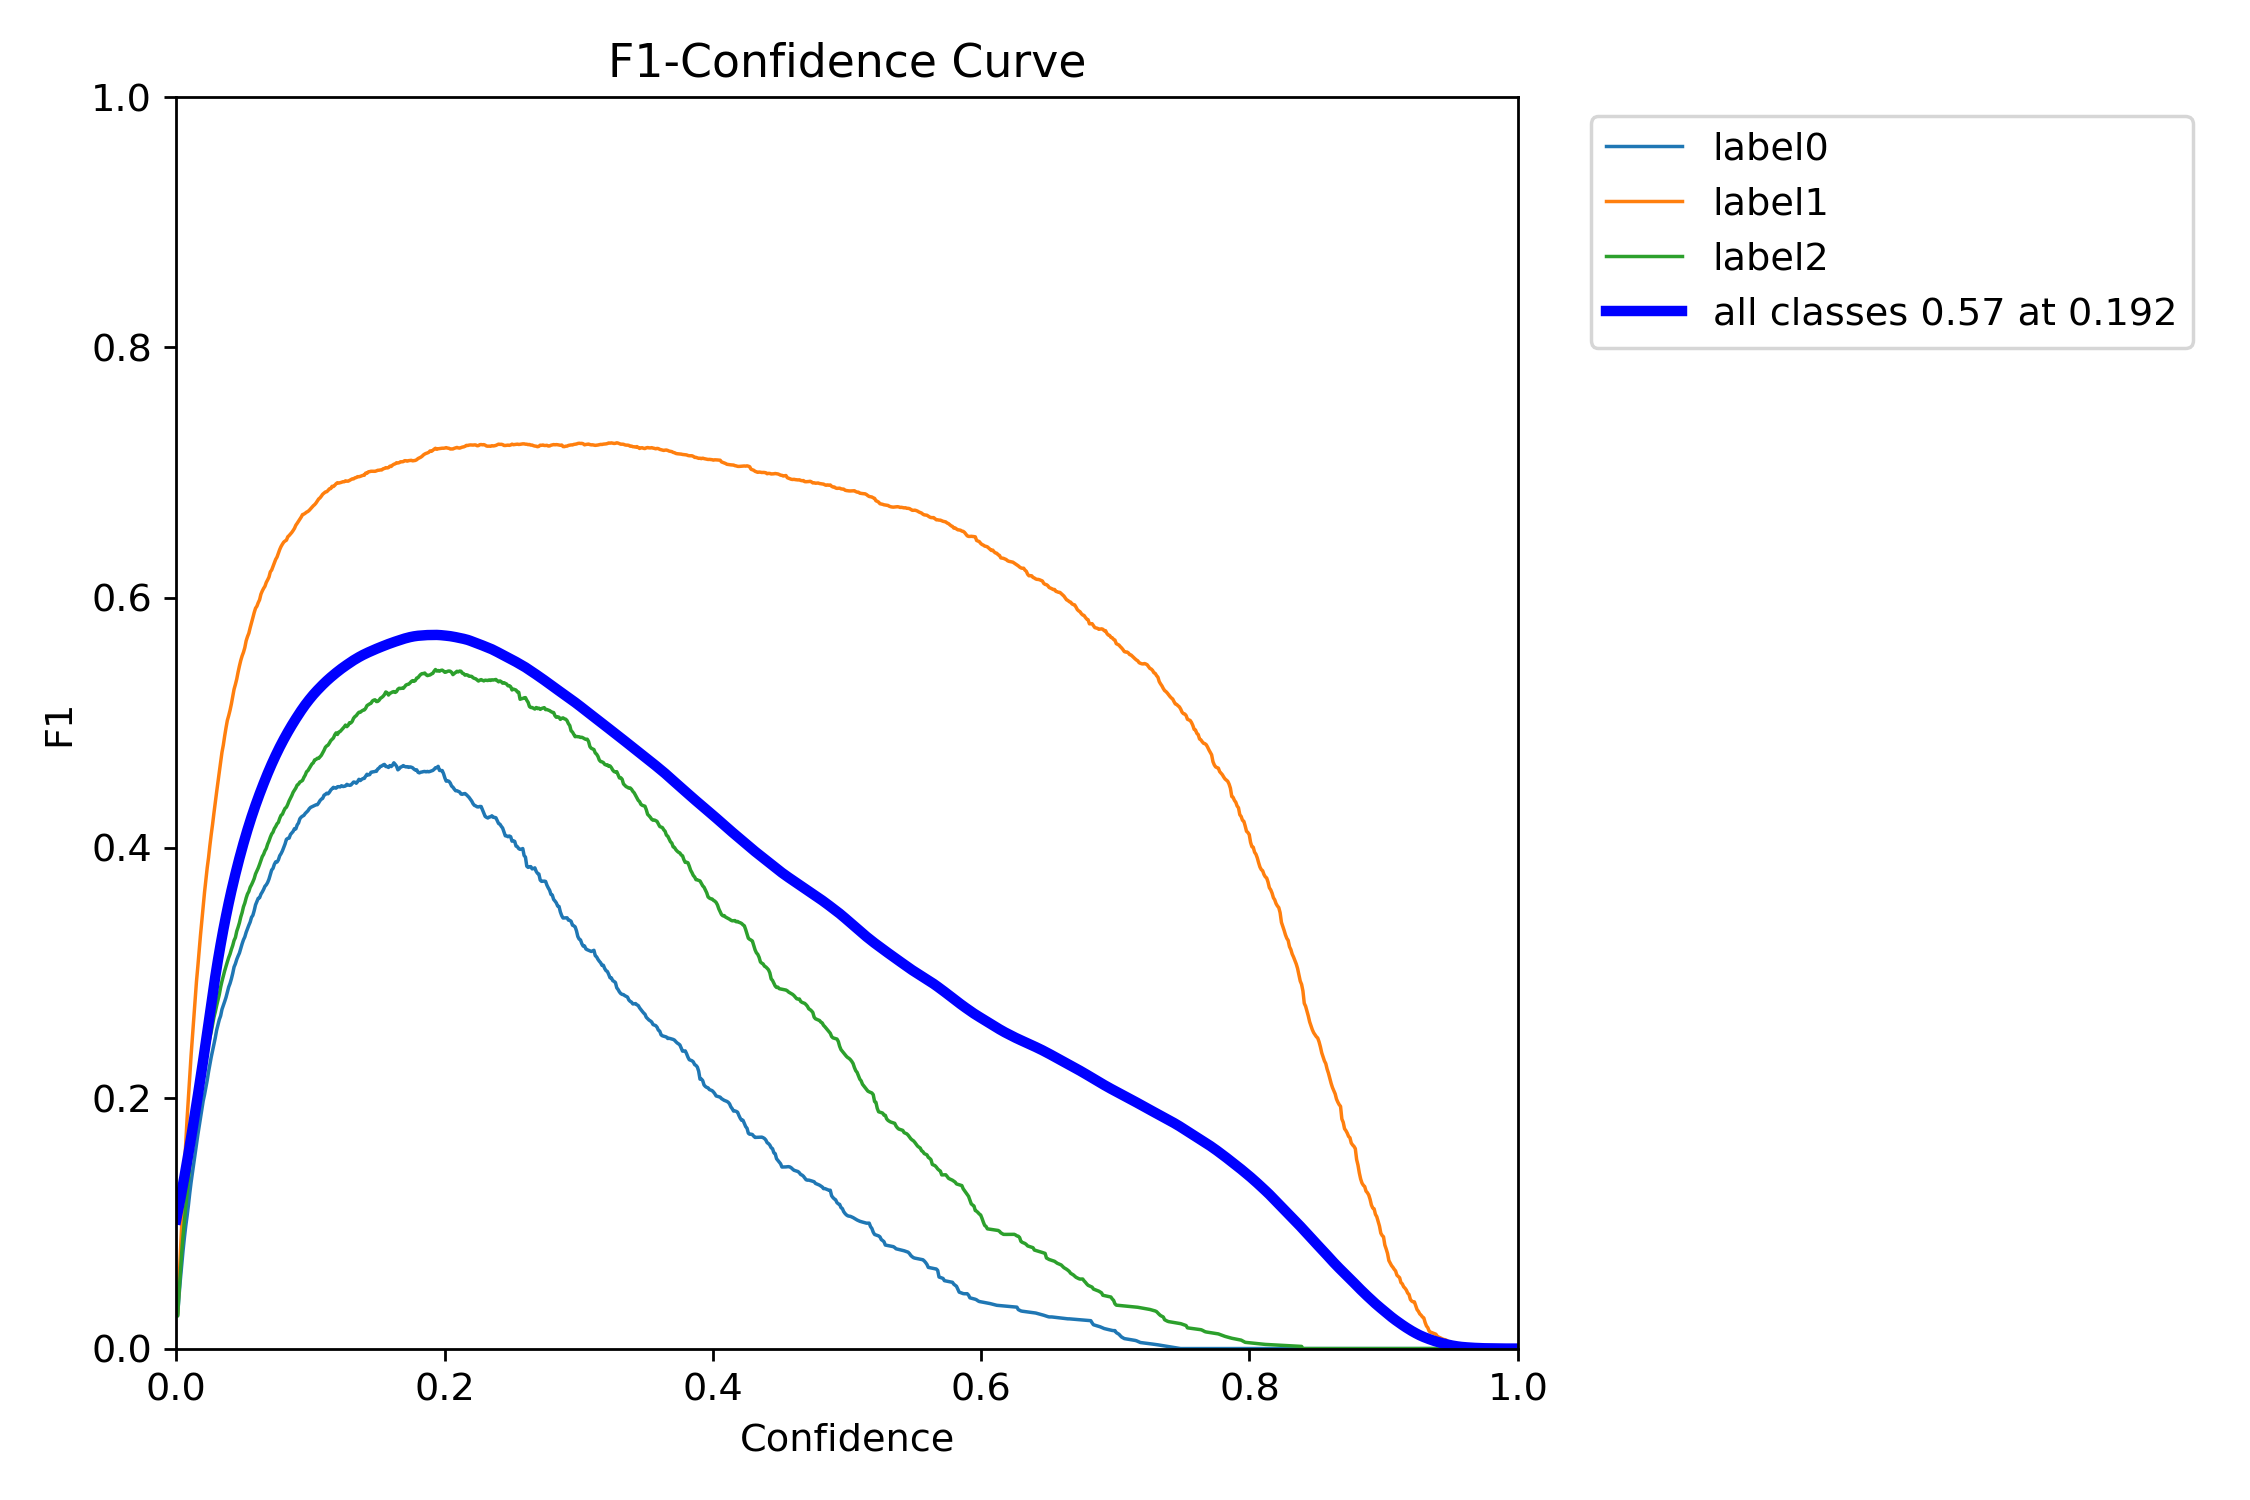 F1-Confidence Curve
1.0
0.8
0.6
0.4
0.2
0.0
F1
0.0 0.2 0.4 0.6 0.8 1.0
Confidence
label0
label1
label2
all classes 0.57 at 0.192